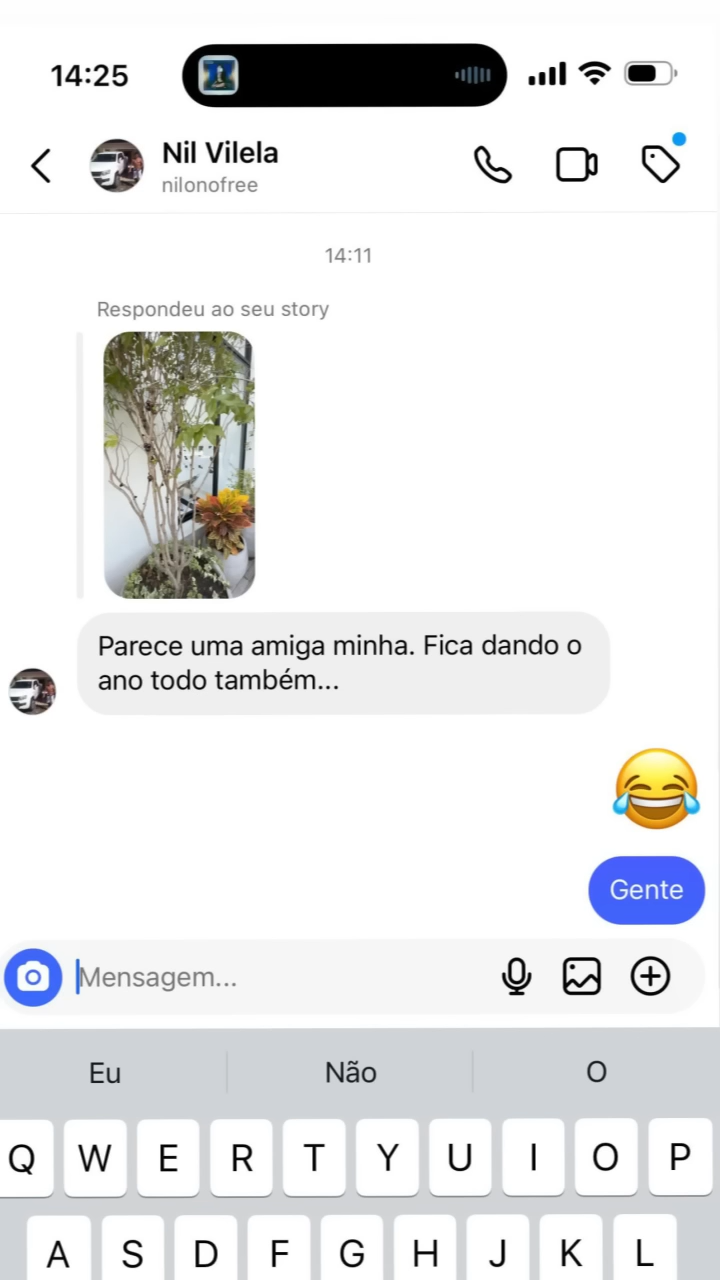 14:25
Nil Vilela
nilonofree
14:11
Respondeu ao seu story
Parece uma amiga minha. Fica dando o
ano todo também...
Gente
Mensagem...
Eu Não O
Q W E R T Y U I O P
A S D F G H J K L